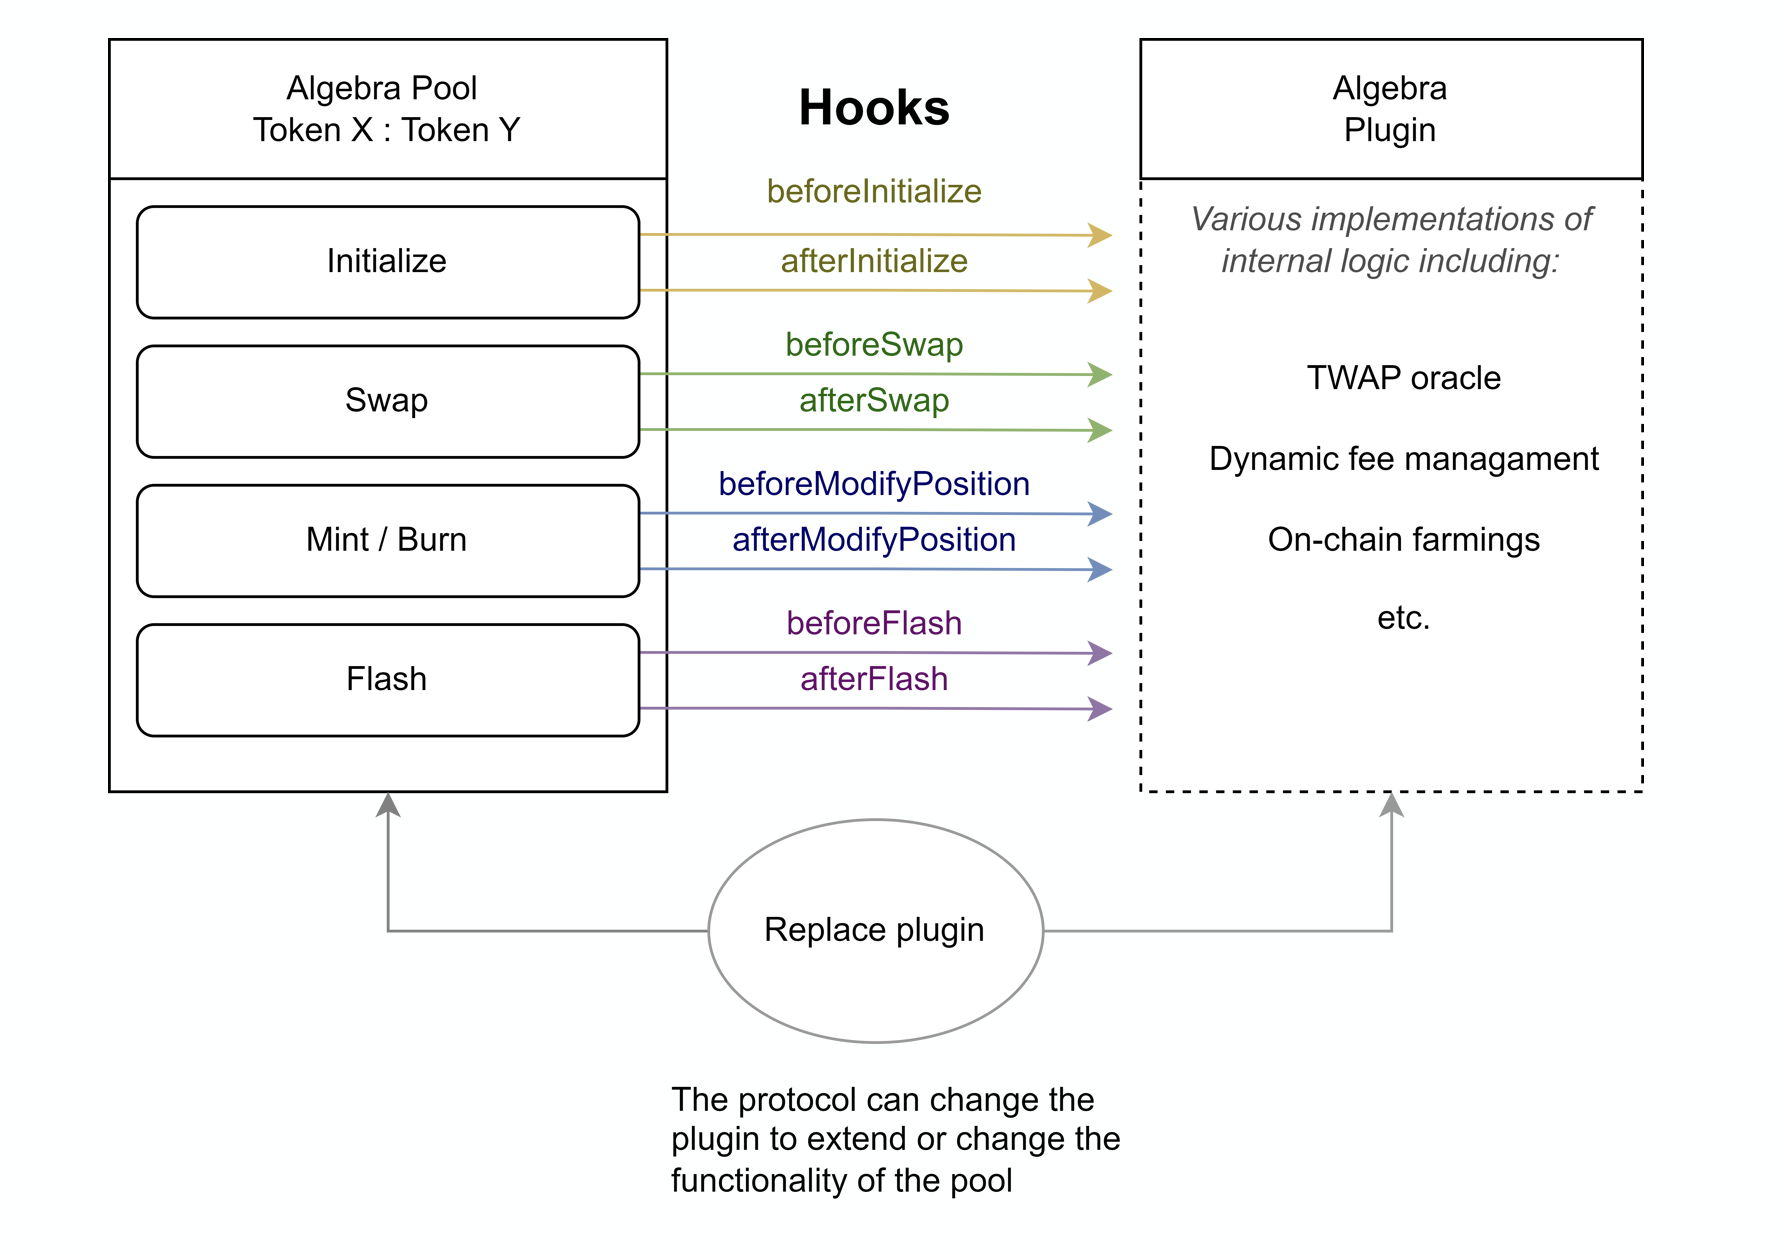 Algebra Pool
Token X : Token Y
Initialize
Swap
Mint / Burn
Flash
Hooks
beforeInitialize
afterInitialize
beforeSwap
afterSwap
beforeModifyPosition
afterModifyPosition
beforeFlash
afterFlash
Algebra
Plugin
Various implementations of
internal logic including:
TWAP oracle
Dynamic fee managament
On-chain farmings
etc.
Replace plugin
The protocol can change the
plugin to extend or change the
functionality of the pool